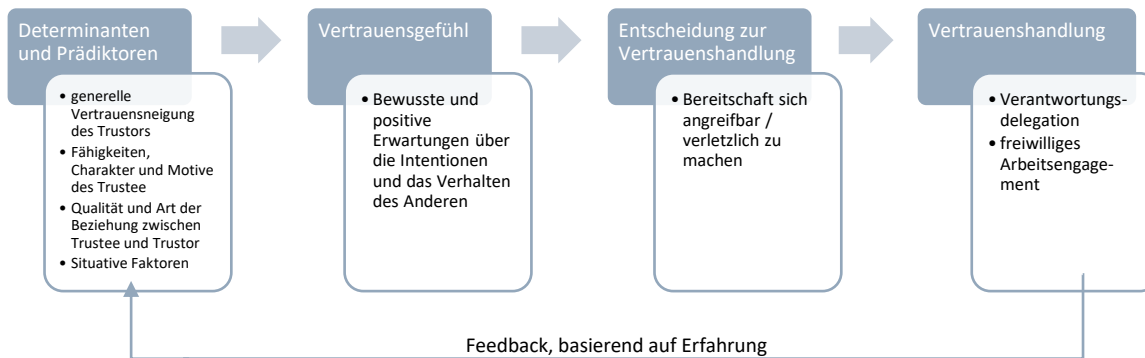 Determinanten
und Prädiktoren
• generelle
Vertrauensneigung
des Trustors
• Fähigkeiten,
Charakter und Motive
des Trustee
• Qualität und Art der
Beziehung zwischen
Trustee und Trustor
• Situative Faktoren
Vertrauensgefühl
• Bewusste und
positive
Erwartungen über
die Intentionen
und das Verhalten
des Anderen
Entscheidung zur
Vertrauenshandlung
• Bereitschaft sich
angreifbar /
verletzlich zu
machen
Vertrauenshandlung
• Verantwortungs-
delegation
• freiwilliges
Arbeitsengage-
ment
Feedback, basierend auf Erfahrung